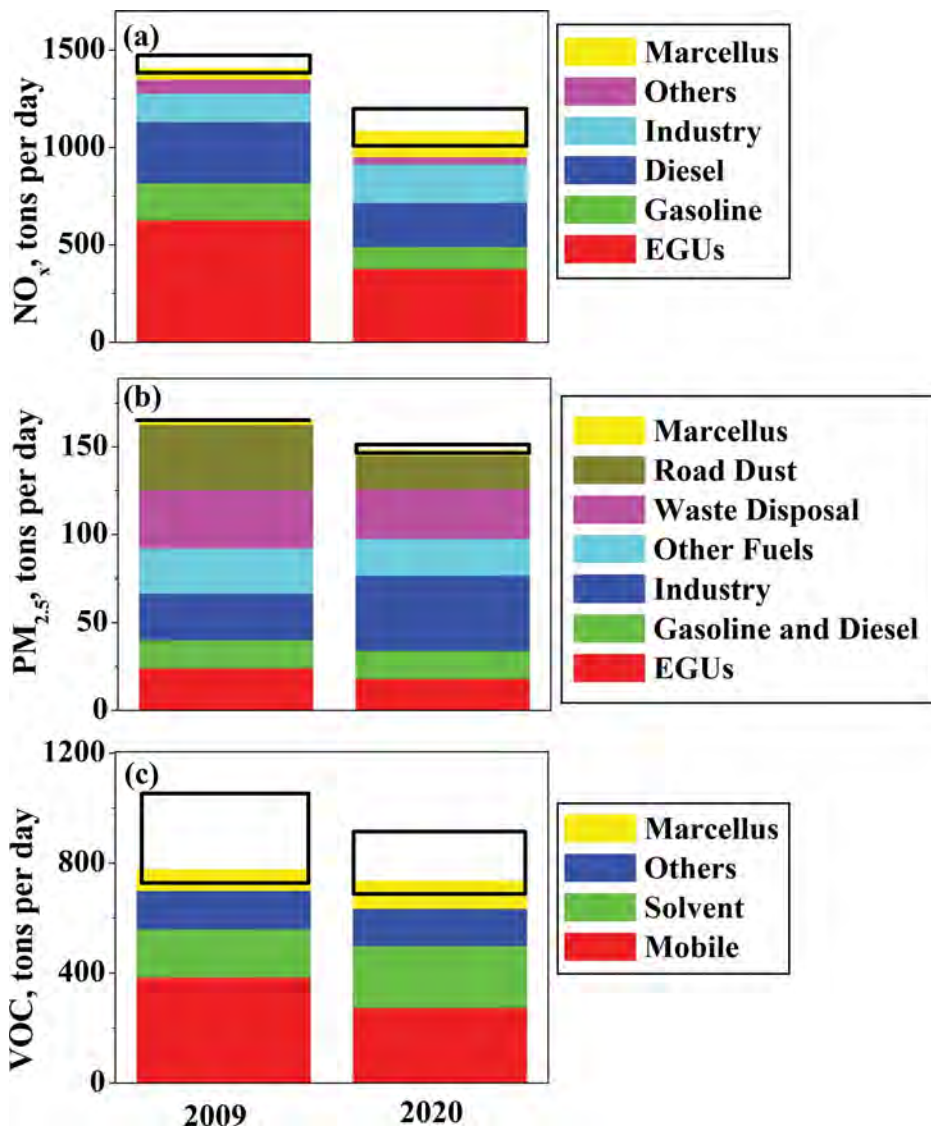 (a)
NOx, tons per day
1500
1000
500
0
Marcellus
Others
Industry
Diesel
Gasoline
EGUs
(b)
PM2.5, tons per day
150
100
50
0
Marcellus
Road Dust
Waste Disposal
Other Fuels
Industry
Gasoline and Diesel
EGUs
(c)
VOC, tons per day
1200
800
400
0
Marcellus
Others
Solvent
Mobile
2009 2020